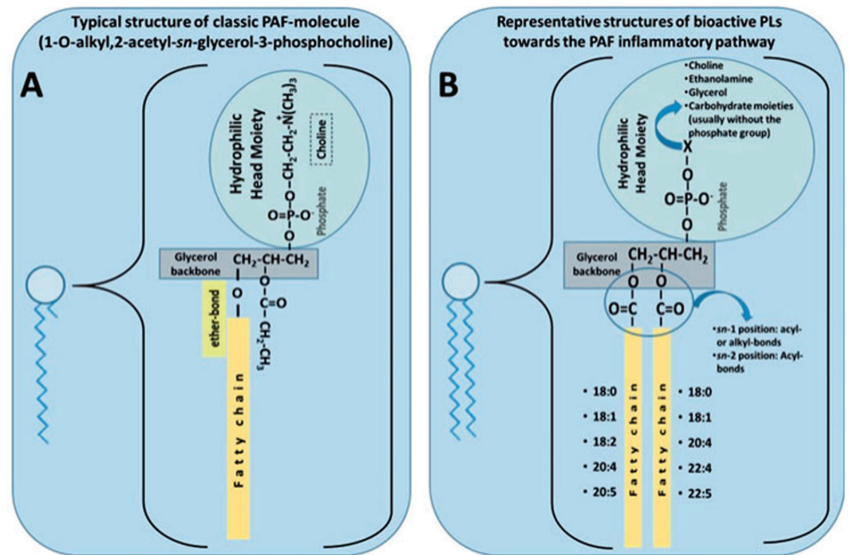 Typical structure of classic PAF-molecule
(1-O-alkyl,2-acetyl-sn-glycerol-3-phosphocholine)
A
Hydrophilic
Head Moiety
O=P-O-CH₂-CH₂-N⁺(CH₃)₃
Choline
O=P-O⁻
O
Phosphate
Glycerol
backbone
CH₂-CH-CH₂
O
O
C=O
CH₂-CH₃
ether-bond
Fatty chain
Representative structures of bioactive PLs
towards the PAF inflammatory pathway
B
•Choline
•Ethanolamine
•Glycerol
•Carbohydrate moieties
(usually without the
phosphate group)
Hydrophilic
Head Moiety
X
O
O=P-O⁻
O
Phosphate
Glycerol
backbone
CH₂-CH-CH₂
O O
O=C C=O
•sn-1 position: acyl-
or alkyl-bonds
•sn-2 position: Acyl-
bonds
Fatty chain
Fatty chain
• 18:0
• 18:1
• 18:2
• 20:4
• 20:5
• 18:0
• 18:1
• 20:4
• 22:4
• 22:5